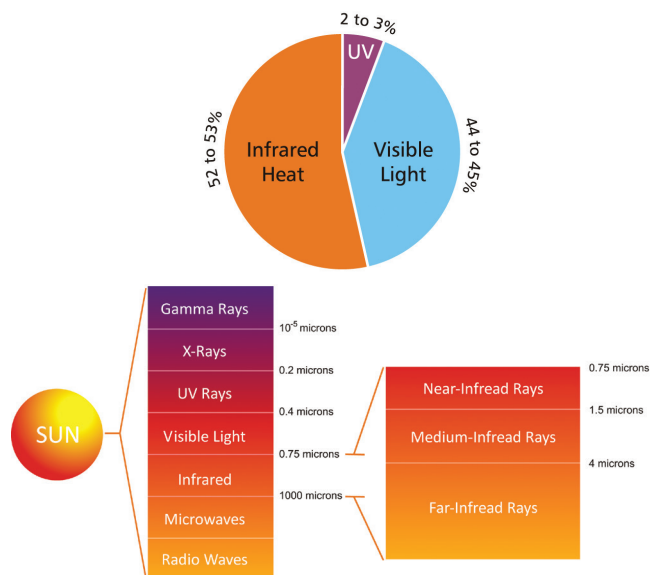 2 to 3%
UV
52 to 53%
Infrared
Heat
Visible
Light
44 to 45%
Gamma Rays
10-5 microns
X-Rays
0.2 microns
UV Rays
0.4 microns
SUN
Visible Light
0.75 microns
Infrared
1000 microns
Microwaves
Radio Waves
0.75 microns
Near-Infread Rays
1.5 microns
Medium-Infread Rays
4 microns
Far-Infread Rays